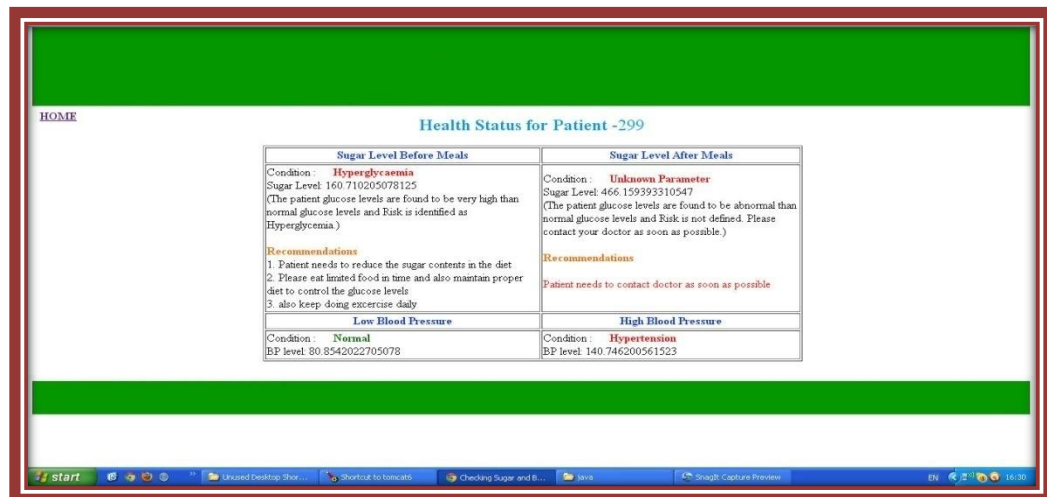 HOME
Health Status for Patient -299
Sugar Level Before Meals
Condition : Hyperglycaemia
Sugar Level: 160.710205078125
(The patient glucose levels are found to be very high than
normal glucose levels and Risk is identified as
Hyperglycemia.)
Recommendations
1. Patient needs to reduce the sugar contents in the diet
2. Please eat limited food in time and also maintain proper
diet to control the glucose levels
3. also keep doing excercise daily
Sugar Level After Meals
Condition : Unknown Parameter
Sugar Level: 466.159393310547
(The patient glucose levels are found to be abnormal than
normal glucose levels and Risk is not defined. Please
contact your doctor as soon as possible.)
Recommendations
Patient needs to contact doctor as soon as possible
Low Blood Pressure
Condition : Normal
BP level: 80.8542022705078
High Blood Pressure
Condition : Hypertension
BP level: 140.746200561523
start
Unused Desktop Shor...
Shortcut to tomcat6
Checking Sugar and B...
java
SnagIt Capture Preview
EN
16:30